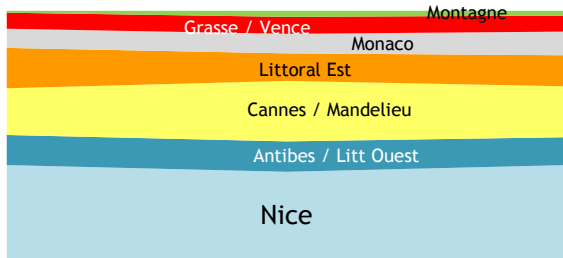 Montagne
Grasse / Vence
Monaco
Littoral Est
Cannes / Mandelieu
Antibes / Litt Ouest
Nice